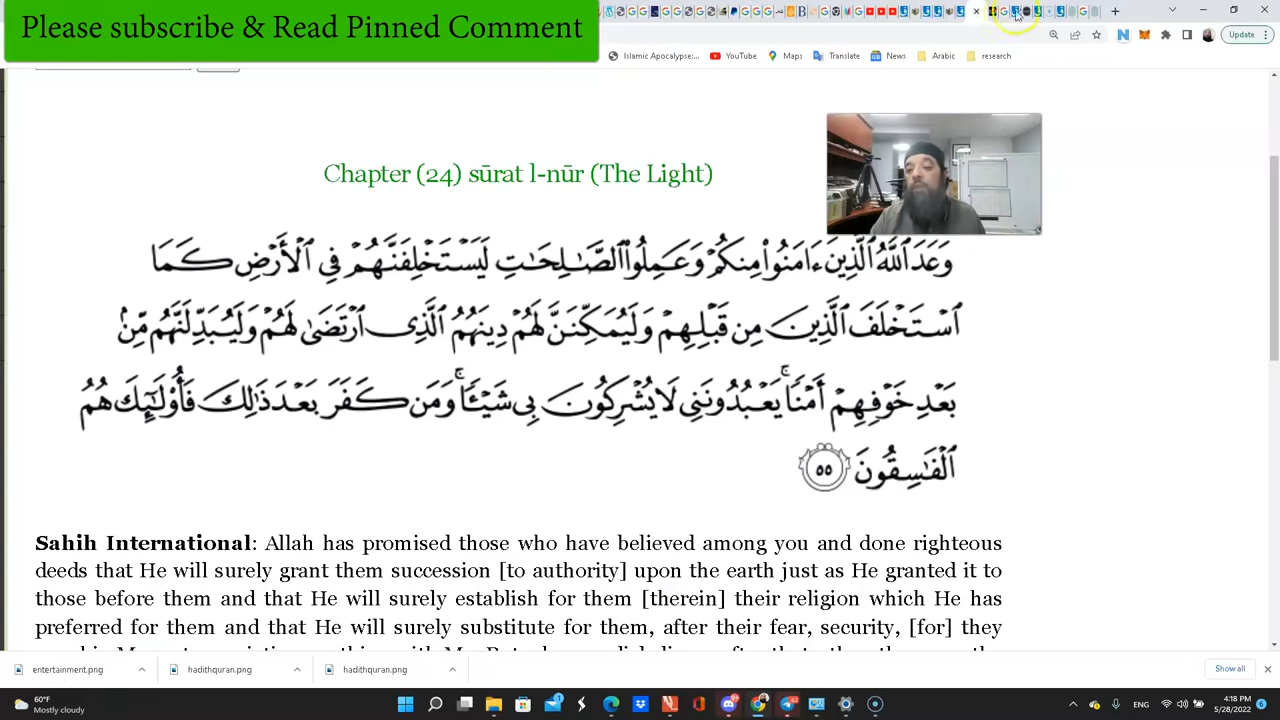 Please subscribe & Read Pinned Comment
Update
Islamic Apocalypse:...
YouTube
Maps
Translate
News
Arabic
research
Chapter (24) sūrat l-nūr (The Light)
وَعَدَ ٱللَّهُ ٱلَّذِينَ ءَامَنُوا۟ مِنكُمْ وَعَمِلُوا۟ ٱلصَّـٰلِحَـٰتِ لَيَسْتَخْلِفَنَّهُمْ فِى ٱلْأَرْضِ كَمَا
ٱسْتَخْلَفَ ٱلَّذِينَ مِن قَبْلِهِمْ وَلَيُمَكِّنَنَّ لَهُمْ دِينَهُمُ ٱلَّذِى ٱرْتَضَىٰ لَهُمْ وَلَيُبَدِّلَنَّهُم مِّنۢ
بَعْدِ خَوْفِهِمْ أَمْنًا ۚ يَعْبُدُونَنِى لَا يُشْرِكُونَ بِى شَيْـًٔا ۚ وَمَن كَفَرَ بَعْدَ ذَٰلِكَ فَأُو۟لَـٰٓئِكَ هُمُ
ٱلْفَـٰسِقُونَ ٥٥
Sahih International: Allah has promised those who have believed among you and done righteous
deeds that He will surely grant them succession [to authority] upon the earth just as He granted it to
those before them and that He will surely establish for them [therein] their religion which He has
preferred for them and that He will surely substitute for them, after their fear, security, [for] they
entertainment.png
hadithquran.png
hadithquran.png
Show all
60°F
Mostly cloudy
ENG
4:18 PM
5/28/2022